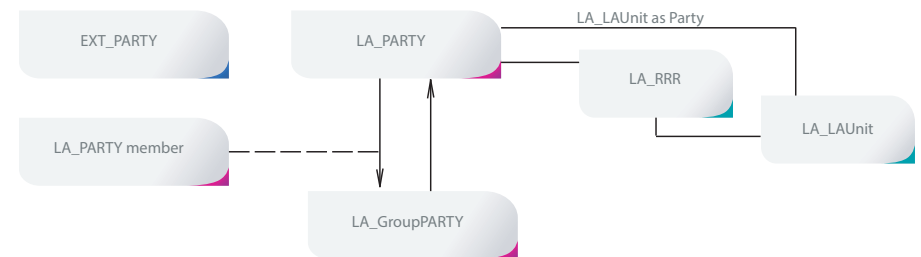 LA_LAUnit as Party
EXT_PARTY
LA_PARTY
LA_RRR
LA_LAUnit
LA_PARTY member
LA_GroupPARTY